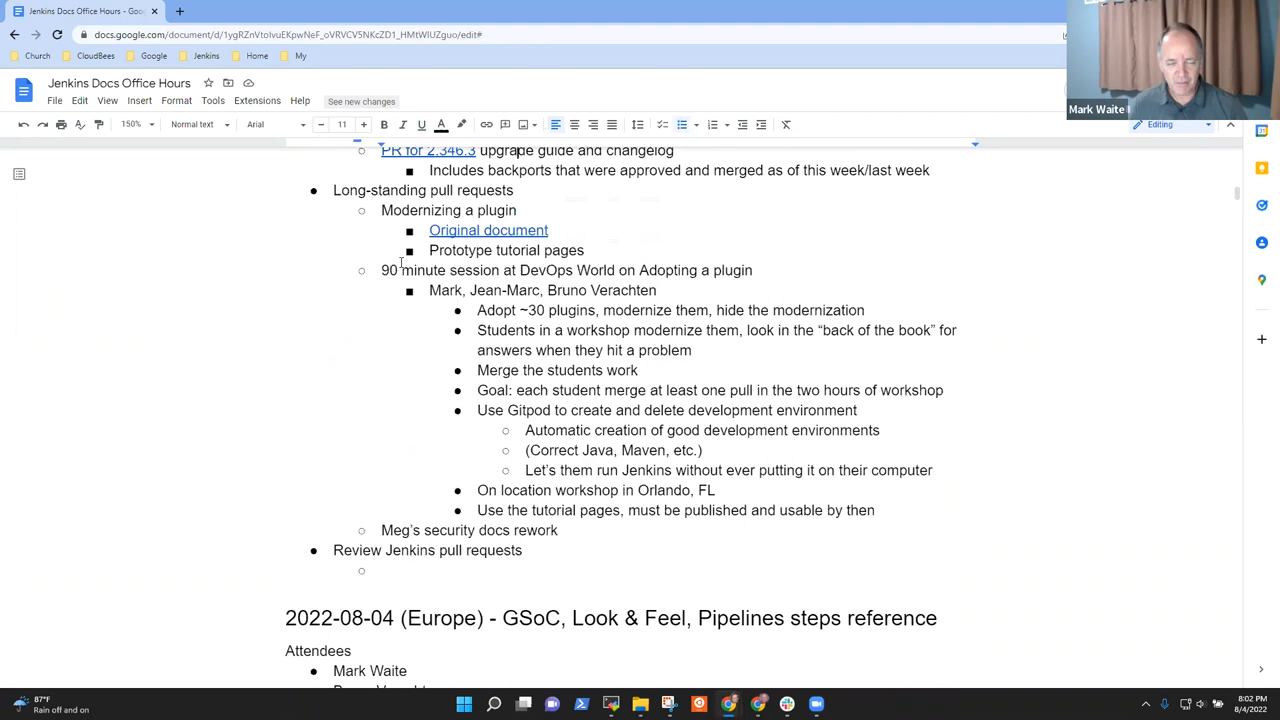 Jenkins Docs Office Hours - Goo
docs.google.com/document/d/1ygRZnVtoIvuEKpwNeF_oVRVCV5NKcZD1_HMtWIUZguo/edit#
Church CloudBees Google Jenkins Home My
Jenkins Docs Office Hours
File Edit View Insert Format Tools Extensions Help See new changes
Mark Waite
150% Normal text Arial 11 Editing
PR for 2.346.3 upgrade guide and changelog
Includes backports that were approved and merged as of this week/last week
Long-standing pull requests
Modernizing a plugin
Original document
Prototype tutorial pages
90 minute session at DevOps World on Adopting a plugin
Mark, Jean-Marc, Bruno Verachten
Adopt ~30 plugins, modernize them, hide the modernization
Students in a workshop modernize them, look in the “back of the book” for
answers when they hit a problem
Merge the students work
Goal: each student merge at least one pull in the two hours of workshop
Use Gitpod to create and delete development environment
Automatic creation of good development environments
(Correct Java, Maven, etc.)
Let’s them run Jenkins without ever putting it on their computer
On location workshop in Orlando, FL
Use the tutorial pages, must be published and usable by then
Meg’s security docs rework
Review Jenkins pull requests
2022-08-04 (Europe) - GSoC, Look & Feel, Pipelines steps reference
Attendees
Mark Waite
87°F
Rain off and on
8:02 PM
8/4/2022